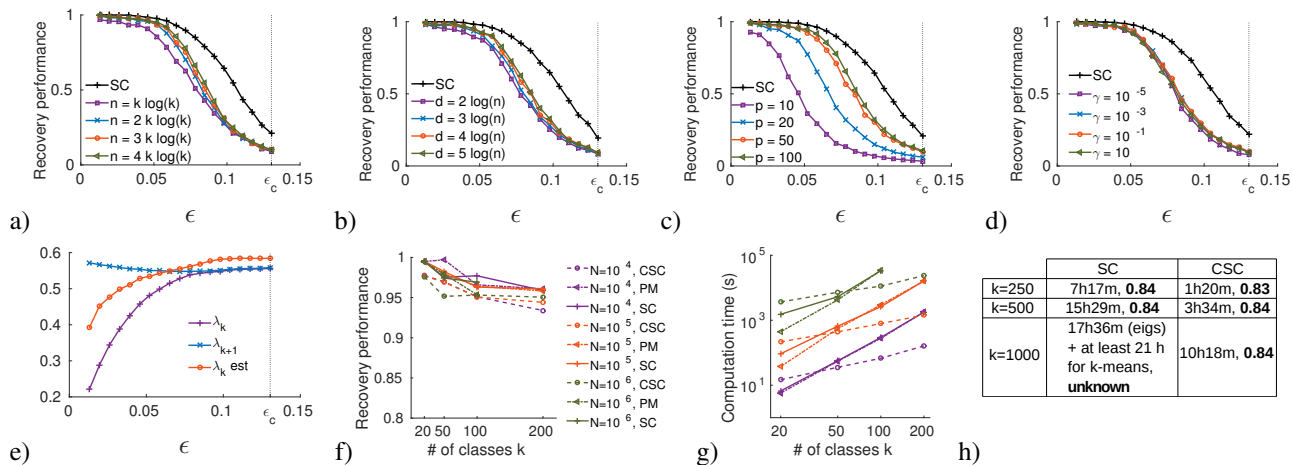 Recovery performance
1
0.5
0
SC
n = k log(k)
n = 2 k log(k)
n = 3 k log(k)
n = 4 k log(k)
0
0.05
0.1
ϵc
0.15
ϵ
a)
Recovery performance
1
0.5
0
SC
d = 2 log(n)
d = 3 log(n)
d = 4 log(n)
d = 5 log(n)
0
0.05
0.1
ϵc
0.15
ϵ
b)
Recovery performance
1
0.5
0
SC
p = 10
p = 20
p = 50
p = 100
0
0.05
0.1
ϵc
0.15
ϵ
c)
Recovery performance
1
0.5
0
SC
γ = 10 -5
γ = 10 -3
γ = 10 -1
γ = 10
0
0.05
0.1
ϵc
0.15
ϵ
d)
0.6
0.5
0.4
0.3
0.2
λk
λk+1
λk est
0
0.05
0.1
ϵc
0.15
ϵ
e)
Recovery performance
1
0.95
0.9
0.85
0.8
20 50 100 200
# of classes k
N=10 4, CSC
N=10 4, PM
N=10 4, SC
N=10 5, CSC
N=10 5, PM
N=10 5, SC
N=10 6, CSC
N=10 6, PM
N=10 6, SC
f)
Computation time (s)
10 5
10 3
10 1
20 50 100 200
# of classes k
g)
SC CSC
k=250 7h17m, 0.84 1h20m, 0.83
k=500 15h29m, 0.84 3h34m, 0.84
k=1000 17h36m (eigs) + at least 21 h for k-means, unknown 10h18m, 0.84
h)